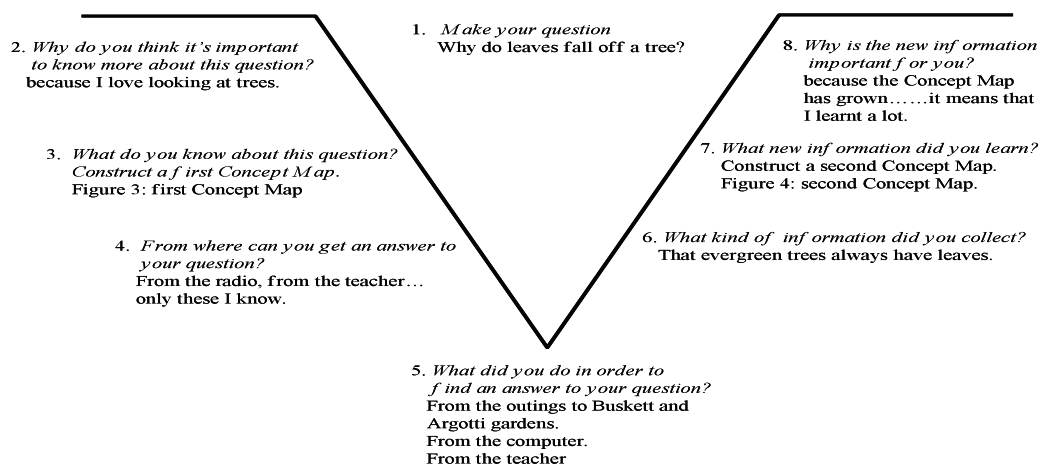 1. Make your question
Why do leaves fall off a tree?
2. Why do you think it's important
to know more about this question?
because I love looking at trees.
3. What do you know about this question?
Construct a first Concept Map.
Figure 3: first Concept Map
4. From where can you get an answer to
your question?
From the radio, from the teacher…
only these I know.
5. What did you do in order to
find an answer to your question?
From the outings to Buskett and
Argotti gardens.
From the computer.
From the teacher
6. What kind of information did you collect?
That evergreen trees always have leaves.
7. What new information did you learn?
Construct a second Concept Map.
Figure 4: second Concept Map.
8. Why is the new information
important for you?
because the Concept Map
has grown……it means that
I learnt a lot.